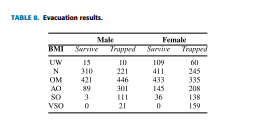 TABLE 8. Evacuation results.
Male Female
BMI Survive Trapped Survive Trapped
UW 15 10 109 60
N 310 221 411 245
OM 421 446 433 335
AO 89 301 145 208
SO 3 111 36 138
VSO 0 21 0 159